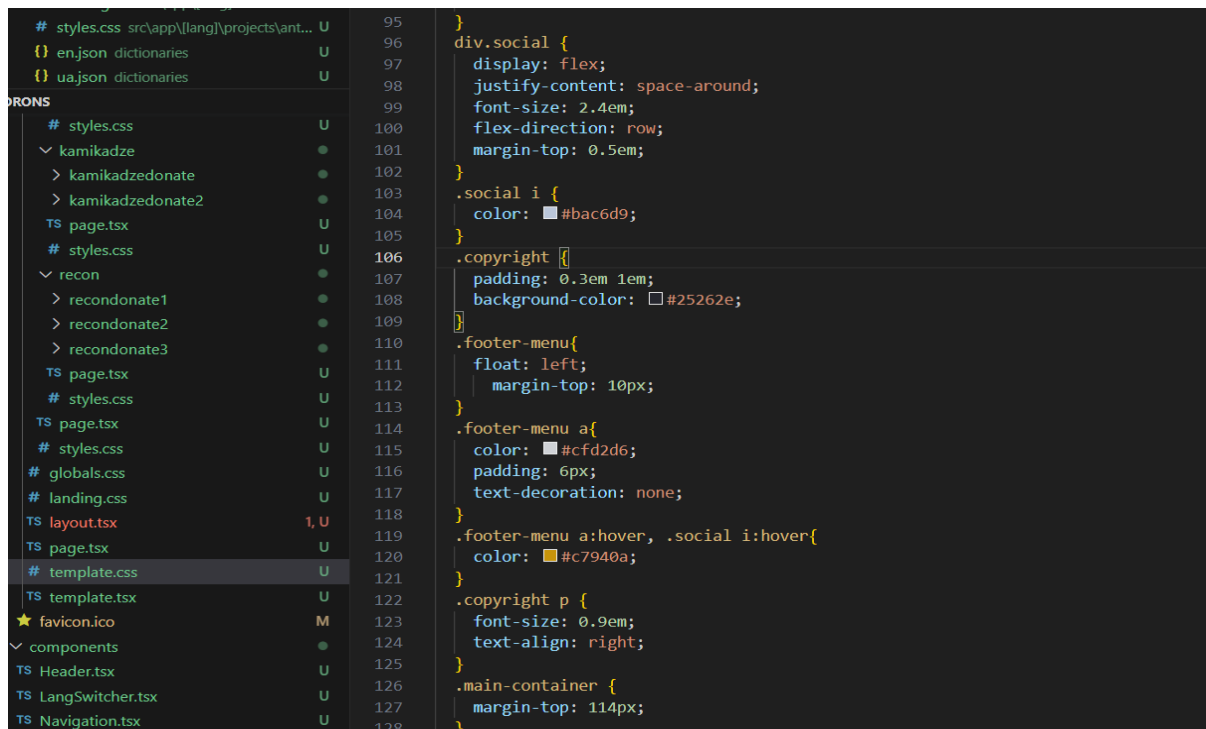 # styles.css src\app\[lang]\projects\ant... U
{} en.json dictionaries U
{} ua.json dictionaries U
DRONS
# styles.css U
kamikadze
> kamikadzedonate
> kamikadzedonate2
TS page.tsx U
# styles.css U
recon
> recondonate1
> recondonate2
> recondonate3
TS page.tsx U
# styles.css U
TS page.tsx U
# styles.css U
# globals.css U
# landing.css U
TS layout.tsx 1, U
TS page.tsx U
# template.css U
TS template.tsx U
favicon.ico M
components
TS Header.tsx U
TS LangSwitcher.tsx U
TS Navigation.tsx U
95 }
96 div.social {
97 display: flex;
98 justify-content: space-around;
99 font-size: 2.4em;
100 flex-direction: row;
101 margin-top: 0.5em;
102 }
103 .social i {
104 color: #bac6d9;
105 }
106 .copyright {
107 padding: 0.3em 1em;
108 background-color: #25262e;
109 }
110 .footer-menu{
111 float: left;
112 margin-top: 10px;
113 }
114 .footer-menu a{
115 color: #cfd2d6;
116 padding: 6px;
117 text-decoration: none;
118 }
119 .footer-menu a:hover, .social i:hover{
120 color: #c7940a;
121 }
122 .copyright p {
123 font-size: 0.9em;
124 text-align: right;
125 }
126 .main-container {
127 margin-top: 114px;
128 }